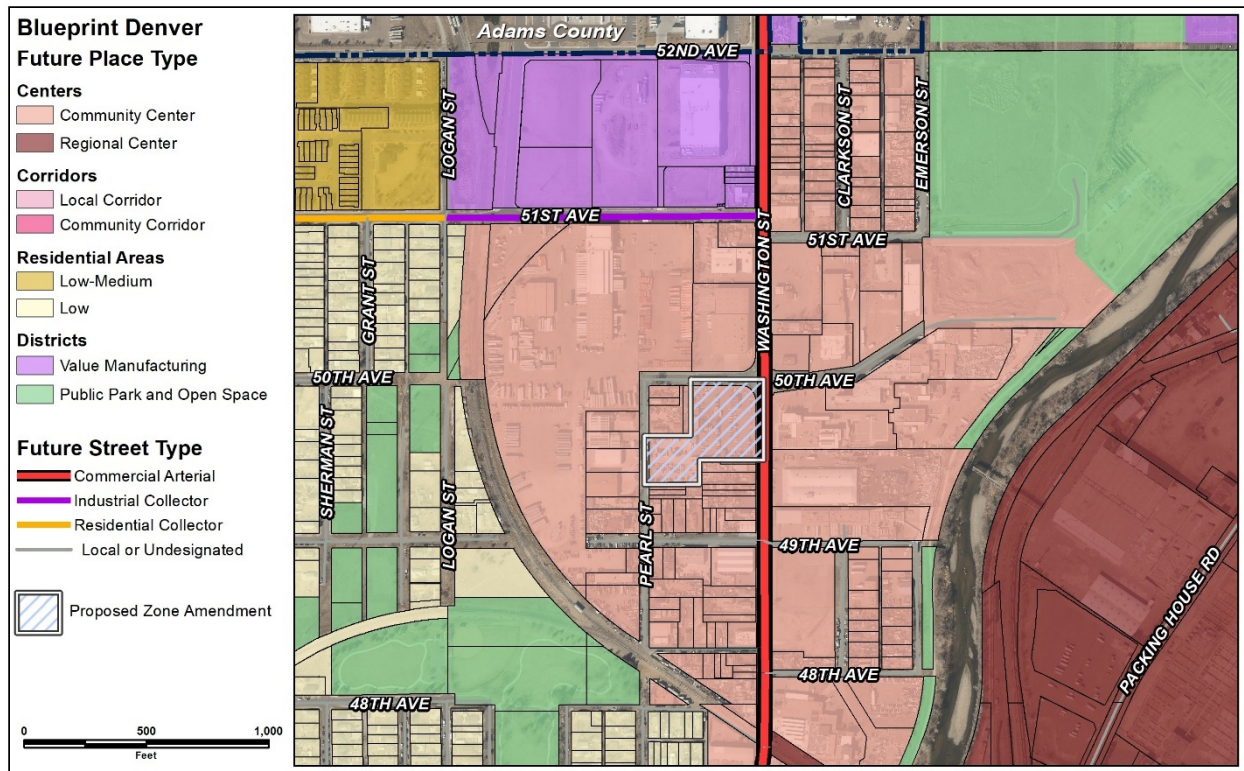 Blueprint Denver
Future Place Type
Centers
Community Center
Regional Center
Corridors
Local Corridor
Community Corridor
Residential Areas
Low-Medium
Low
Districts
Value Manufacturing
Public Park and Open Space
Future Street Type
Commercial Arterial
Industrial Collector
Residential Collector
Local or Undesignated
Proposed Zone Amendment
0 500 1,000
Feet
Adams County
52ND AVE
LOGAN ST
CLARKSON ST
EMERSON ST
51ST AVE
51ST AVE
GRANT ST
WASHINGTON ST
50TH AVE
50TH AVE
SHERMAN ST
LOGAN ST
PEARL ST
49TH AVE
48TH AVE
48TH AVE
PACKING HOUSE RD